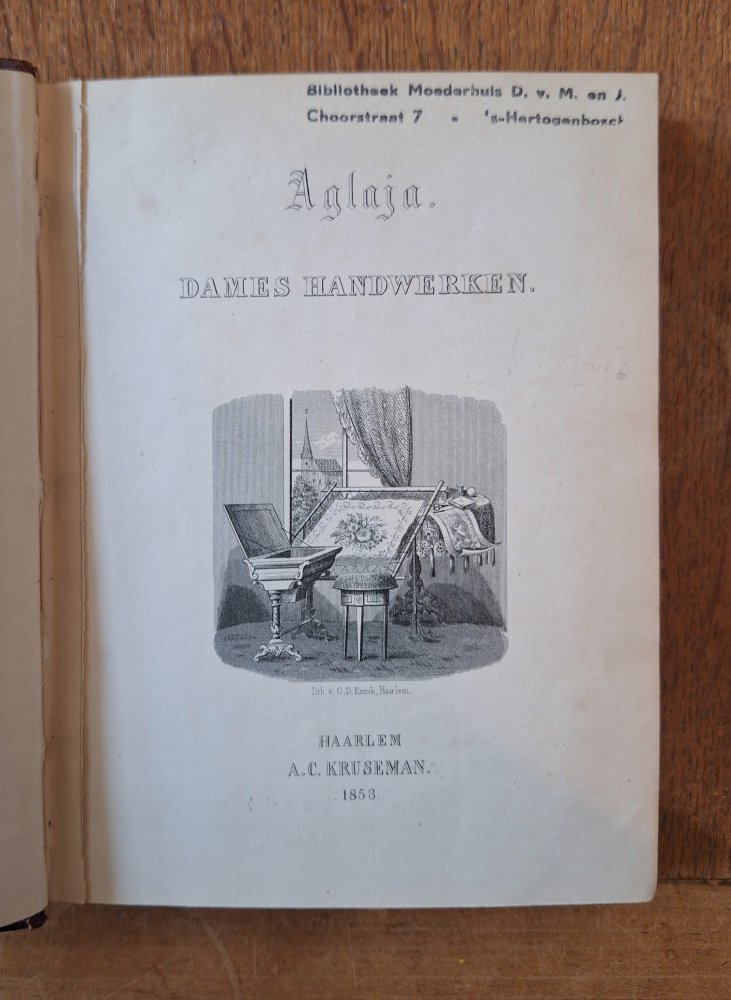 Bibliotheek Moederhuis D. v. M. en J.
Choorstraat 7 - 's-Hertogenbosch
Aglaja.
DAMES HANDWERKEN.
Lith. v. O.D. Emrik, Haarlem.
HAARLEM
A.C. KRUSEMAN.
1853.